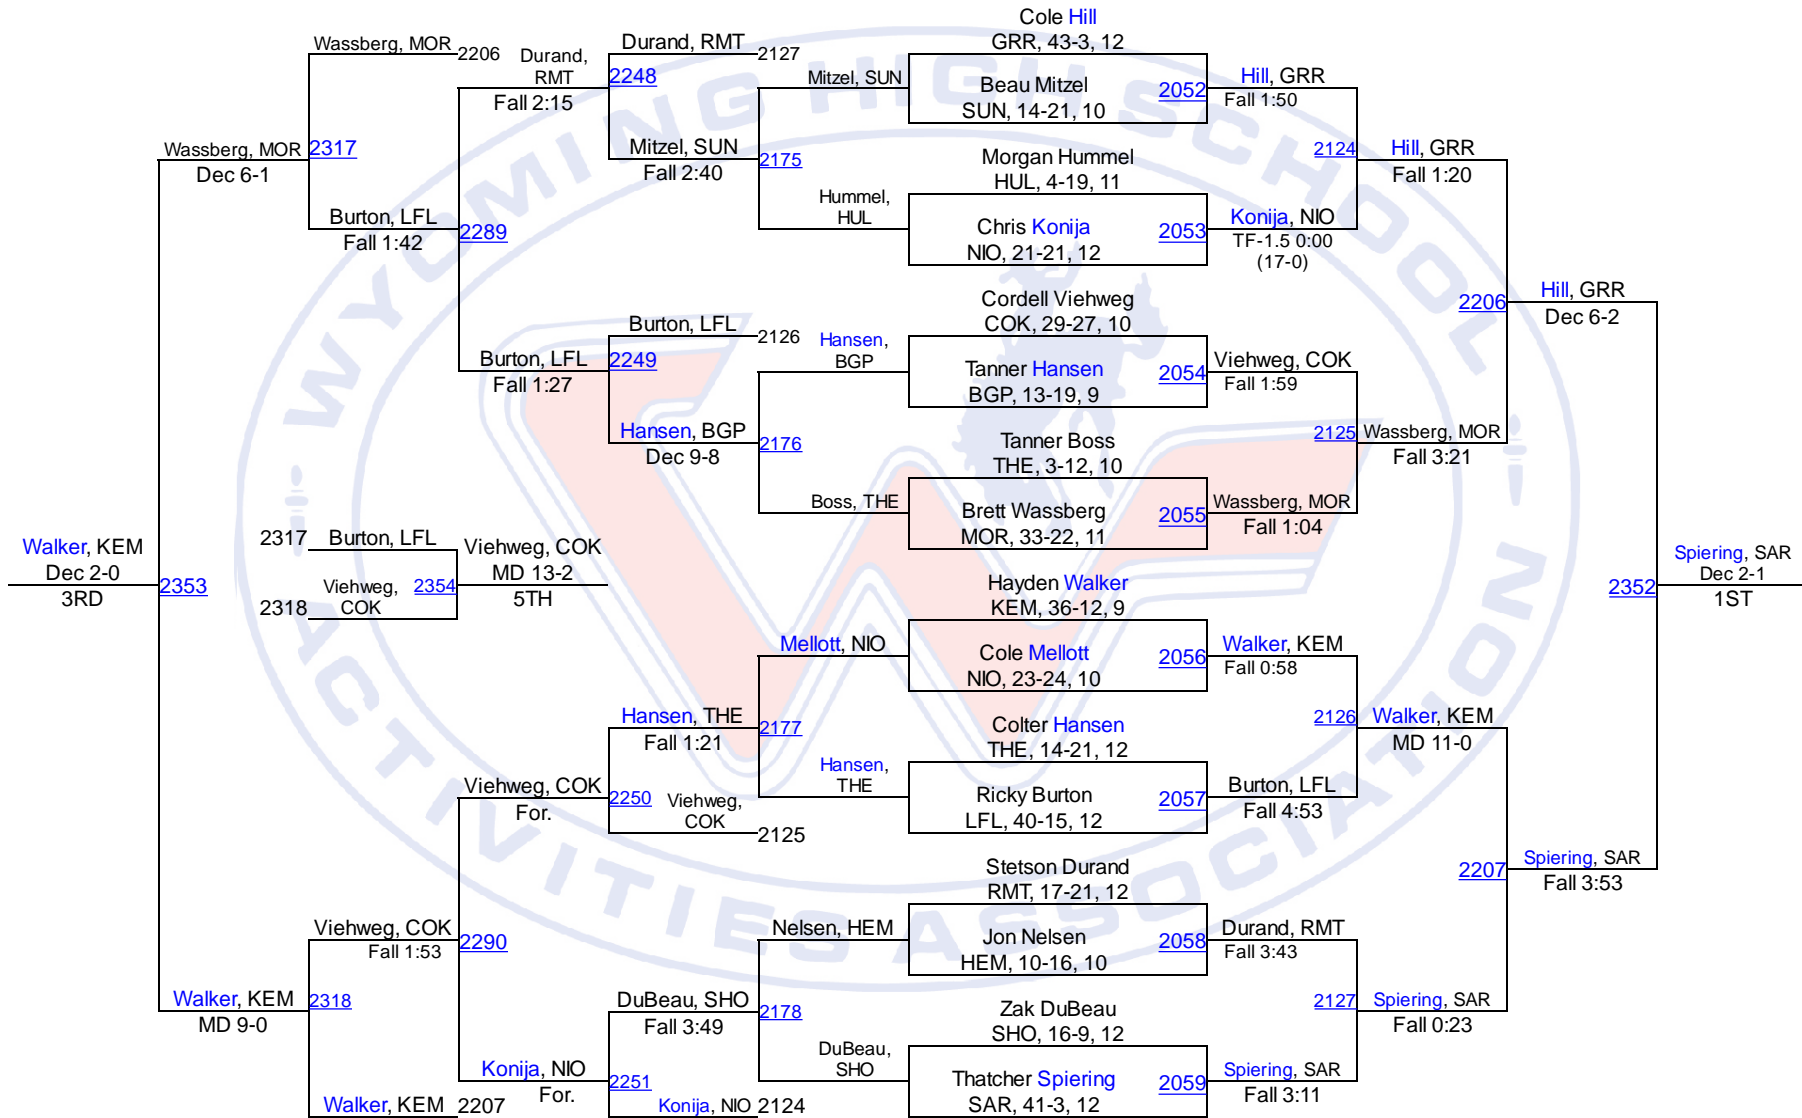 WYOMING HIGH SCHOOL
ACTIVITIES ASSOCIATION
Cole Hill
GRR, 43-3, 12
Beau Mitzel
SUN, 14-21, 10
2052
Morgan Hummel
HUL, 4-19, 11
Chris Konija
NIO, 21-21, 12
2053
Cordell Viehweg
COK, 29-27, 10
Tanner Hansen
BGP, 13-19, 9
2054
Tanner Boss
THE, 3-12, 10
Brett Wassberg
MOR, 33-22, 11
2055
Hayden Walker
KEM, 36-12, 9
Cole Mellott
NIO, 23-24, 10
2056
Colter Hansen
THE, 14-21, 12
Ricky Burton
LFL, 40-15, 12
2057
Stetson Durand
RMT, 17-21, 12
Jon Nelsen
HEM, 10-16, 10
2058
Zak DuBeau
SHO, 16-9, 12
Thatcher Spiering
SAR, 41-3, 12
2059
Hill, GRR
Fall 1:50
2124
Konija, NIO
TF-1.5 0:00
(17-0)
Viehweg, COK
Fall 1:59
2125
Wassberg, MOR
Fall 1:04
Walker, KEM
Fall 0:58
2126
Burton, LFL
Fall 4:53
Durand, RMT
Fall 3:43
2127
Spiering, SAR
Fall 3:11
Hill, GRR
Fall 1:20
2206
Wassberg, MOR
Fall 3:21
Walker, KEM
MD 11-0
2207
Spiering, SAR
Fall 0:23
Hill, GRR
Dec 6-2
2352
Spiering, SAR
Fall 3:53
Spiering, SAR
Dec 2-1
1ST
Mitzel, SUN
2175
Hummel,
HUL
Hansen,
BGP
2176
Boss, THE
Mellott, NIO
2177
Hansen,
THE
Nelsen, HEM
2178
DuBeau,
SHO
Durand, RMT
2127
2248
Mitzel, SUN
Fall 2:40
Burton, LFL
2126
2249
Hansen, BGP
Dec 9-8
Hansen, THE
Fall 1:21
2250
Viehweg,
COK
2125
DuBeau, SHO
Fall 3:49
2251
Konija, NIO
2124
Durand,
RMT
Fall 2:15
2289
Burton, LFL
Fall 1:27
Viehweg, COK
For.
2290
Konija, NIO
For.
Wassberg, MOR
2206
2317
Burton, LFL
Fall 1:42
Viehweg, COK
Fall 1:53
2318
Walker, KEM
2207
Wassberg, MOR
Dec 6-1
2353
Walker, KEM
MD 9-0
Walker, KEM
Dec 2-0
3RD
2317
Burton, LFL
2354
2318
Viehweg,
COK
Viehweg, COK
MD 13-2
5TH